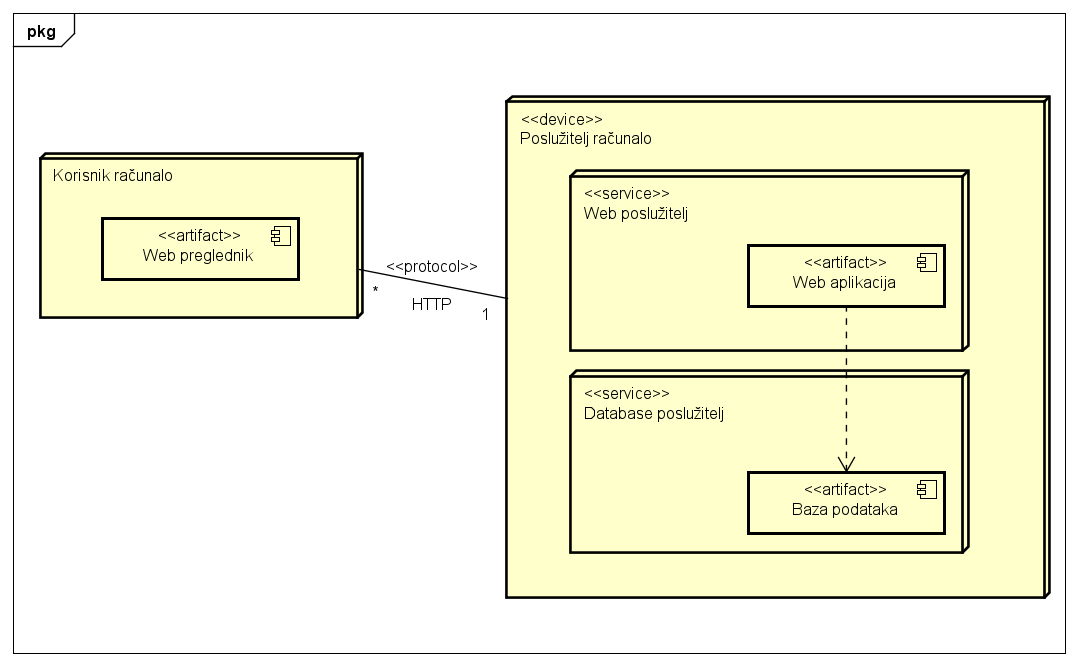 pkg
Korisnik računalo
<<artifact>>
Web preglednik
<<protocol>>
*
HTTP
1
<<device>>
Poslužitelj računalo
<<service>>
Web poslužitelj
<<artifact>>
Web aplikacija
<<service>>
Database poslužitelj
<<artifact>>
Baza podataka